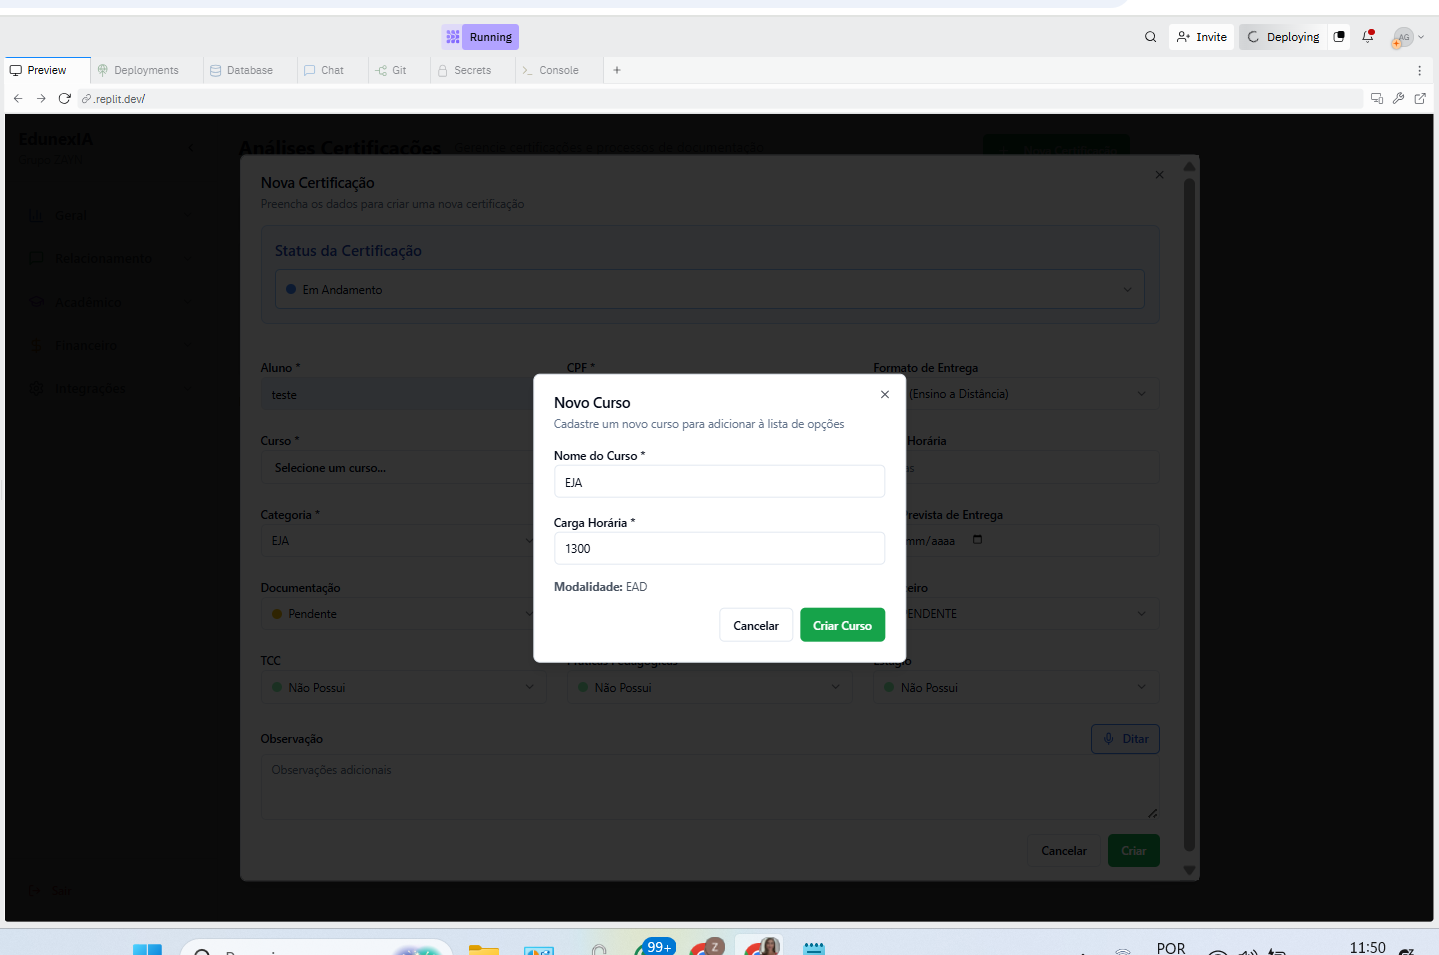 Running
Invite
Deploying
AG
Preview
Deployments
Database
Chat
Git
Secrets
Console
.replit.dev/
EdunexIA
Análises Certificações
Gerenciar certificações e processos de documentação
Nova Certificação
Preencha os dados para criar uma nova certificação
Geral
Relacionamento
Acadêmico
Financeiro
Integrações
Sair
Status da Certificação
Em Andamento
Aluno *
CPF *
Formato de Entrega
teste
(Ensino a Distância)
Curso *
Horária
Selecione um curso...
Categoria *
revista de Entrega
EJA
mm/aaaa
Documentação
eiro
Pendente
PENDENTE
TCC
Práticas Pedagógicas
Estágio
Não Possui
Não Possui
Não Possui
Observação
Ditar
Observações adicionais
Cancelar
Criar
Novo Curso
Cadastre um novo curso para adicionar à lista de opções
Nome do Curso *
EJA
Carga Horária *
1300
Modalidade: EAD
Cancelar
Criar Curso
99+
Z
POR
11:50